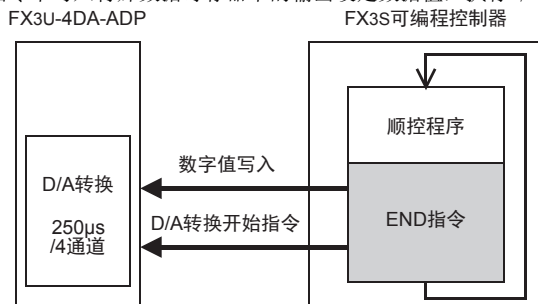 FX3U-4DA-ADP
FX3S可编程控制器
顺控程序
数字值写入
D/A转换
250μs
/4通道
D/A转换开始指令
END指令